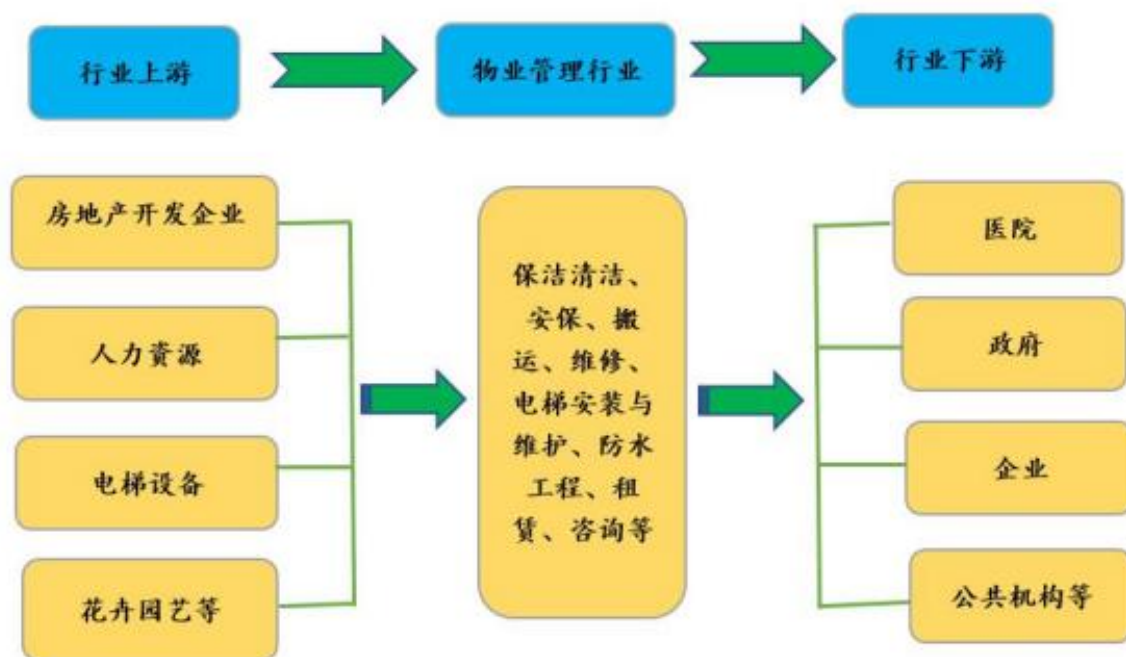 行业上游
物业管理行业
行业下游
房地产开发企业
人力资源
电梯设备
花卉园艺等
保洁清洁、
安保、搬
运、维修、
电梯安装与
维护、防水
工程、租
赁、咨询等
医院
政府
企业
公共机构等